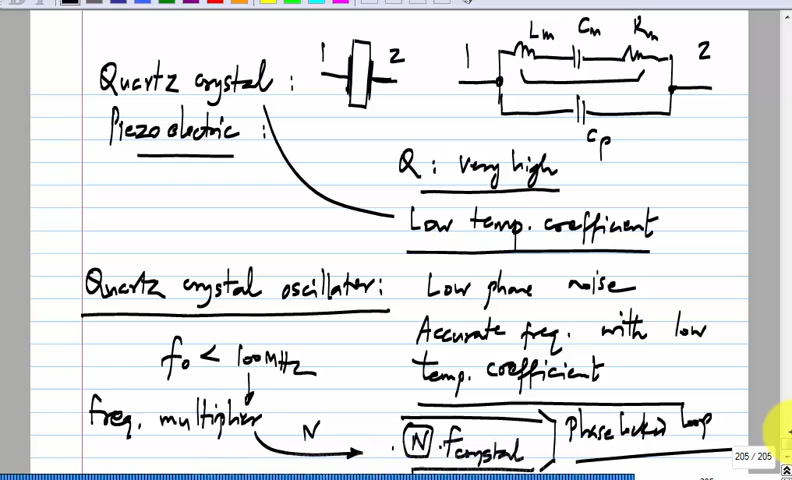 Lm Cm Rm
1 2 1 2
Quartz crystal :
Piezoelectric :
Cp
Q : very high
Low temp. coefficient
Quartz crystal oscillator: Low phase noise
Accurate freq. with low
temp. coefficient
fo < 100MHz
freq. multiplier
N
N · fcrystal Phase locked loop
205 / 205